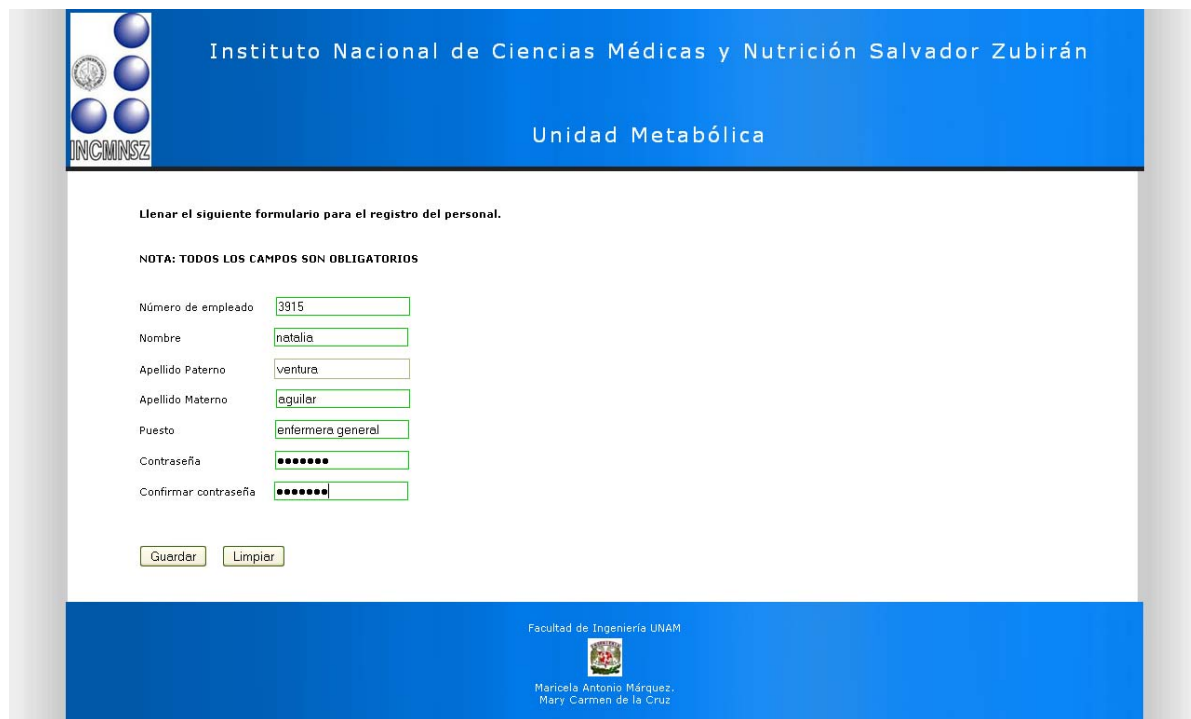 Instituto Nacional de Ciencias Médicas y Nutrición Salvador Zubirán
Unidad Metabólica
INCMNSZ
Llenar el siguiente formulario para el registro del personal.
NOTA: TODOS LOS CAMPOS SON OBLIGATORIOS
Número de empleado 3915
Nombre natalia
Apellido Paterno ventura
Apellido Materno aguilar
Puesto enfermera general
Contraseña •••••••
Confirmar contraseña •••••••
Guardar Limpiar
Facultad de Ingeniería UNAM
Maricela Antonio Márquez.
Mary Carmen de la Cruz